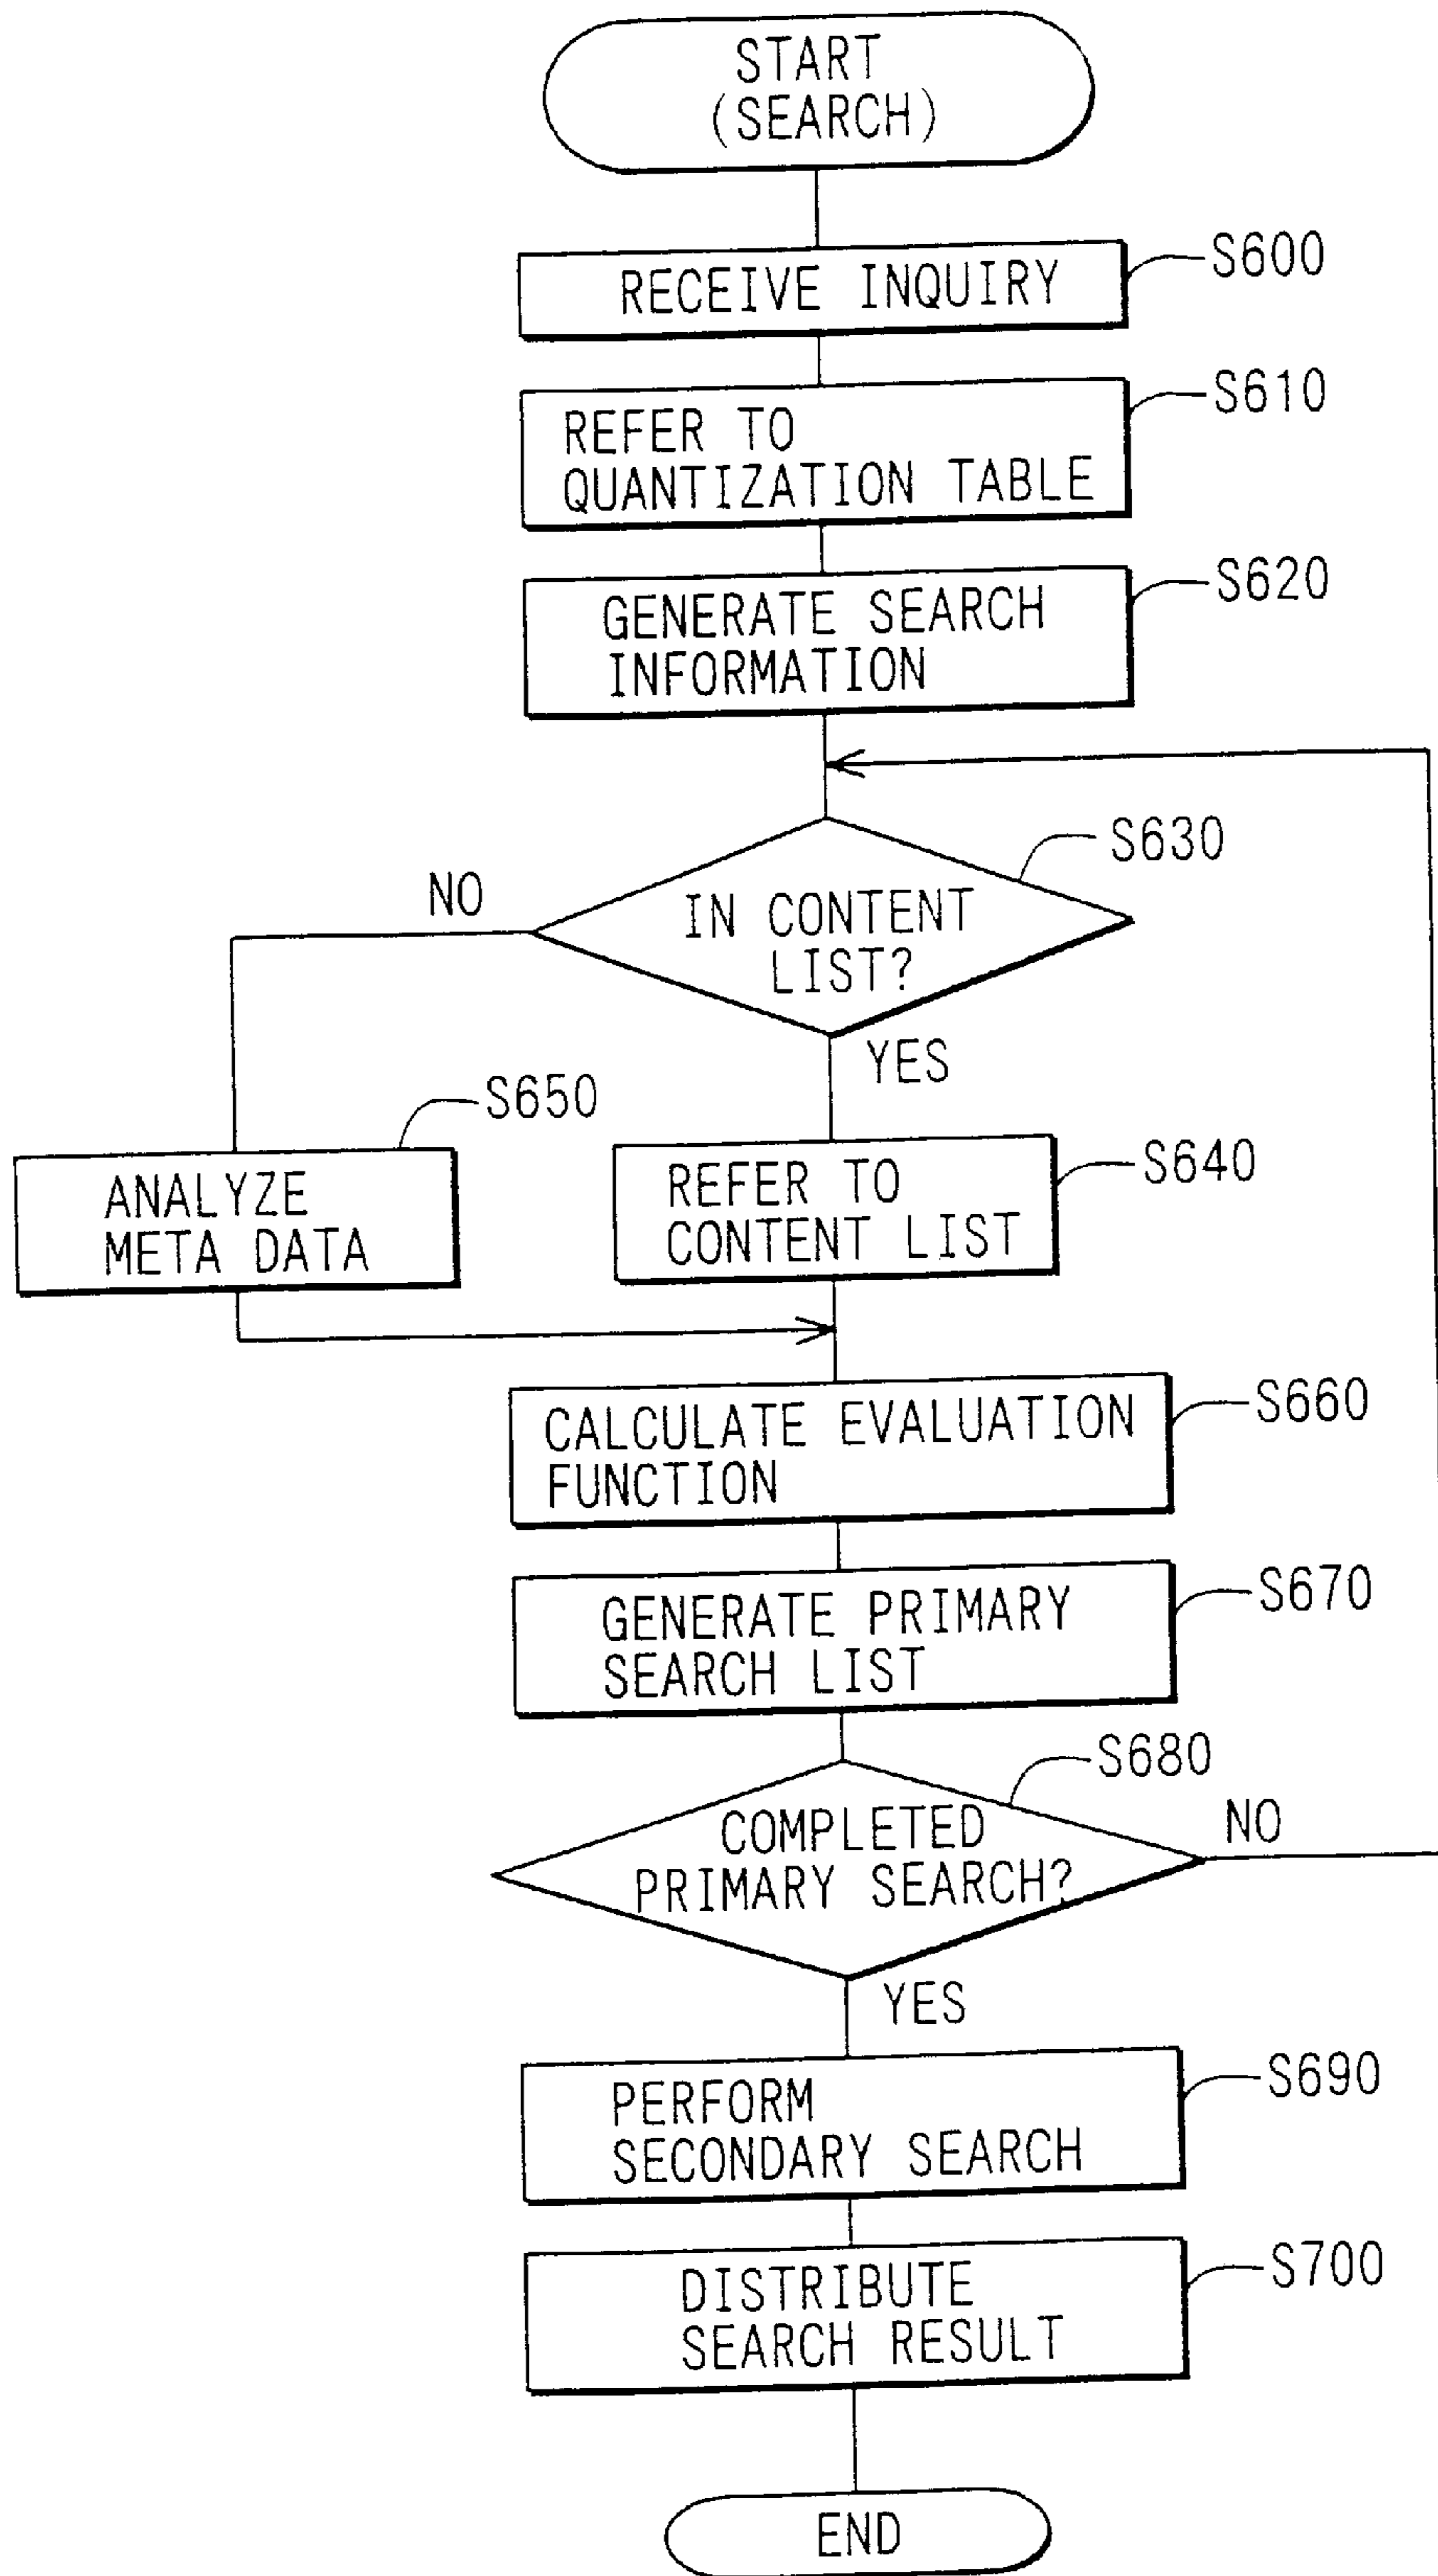 START
(SEARCH)
RECEIVE INQUIRY
S600
REFER TO
QUANTIZATION TABLE
S610
GENERATE SEARCH
INFORMATION
S620
IN CONTENT
LIST?
S630
NO
YES
ANALYZE
META DATA
S650
REFER TO
CONTENT LIST
S640
CALCULATE EVALUATION
FUNCTION
S660
GENERATE PRIMARY
SEARCH LIST
S670
COMPLETED
PRIMARY SEARCH?
S680
NO
YES
PERFORM
SECONDARY SEARCH
S690
DISTRIBUTE
SEARCH RESULT
S700
END